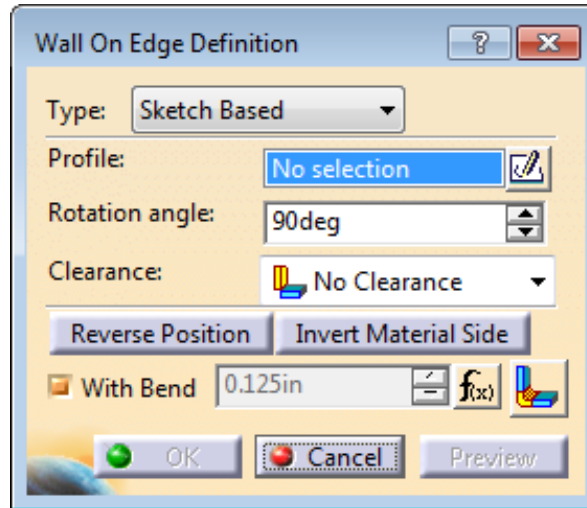 Wall On Edge Definition ?
Type: Sketch Based
Profile: No selection
Rotation angle: 90deg
Clearance: No Clearance
Reverse Position Invert Material Side
With Bend 0.125in f(x)
OK Cancel Preview